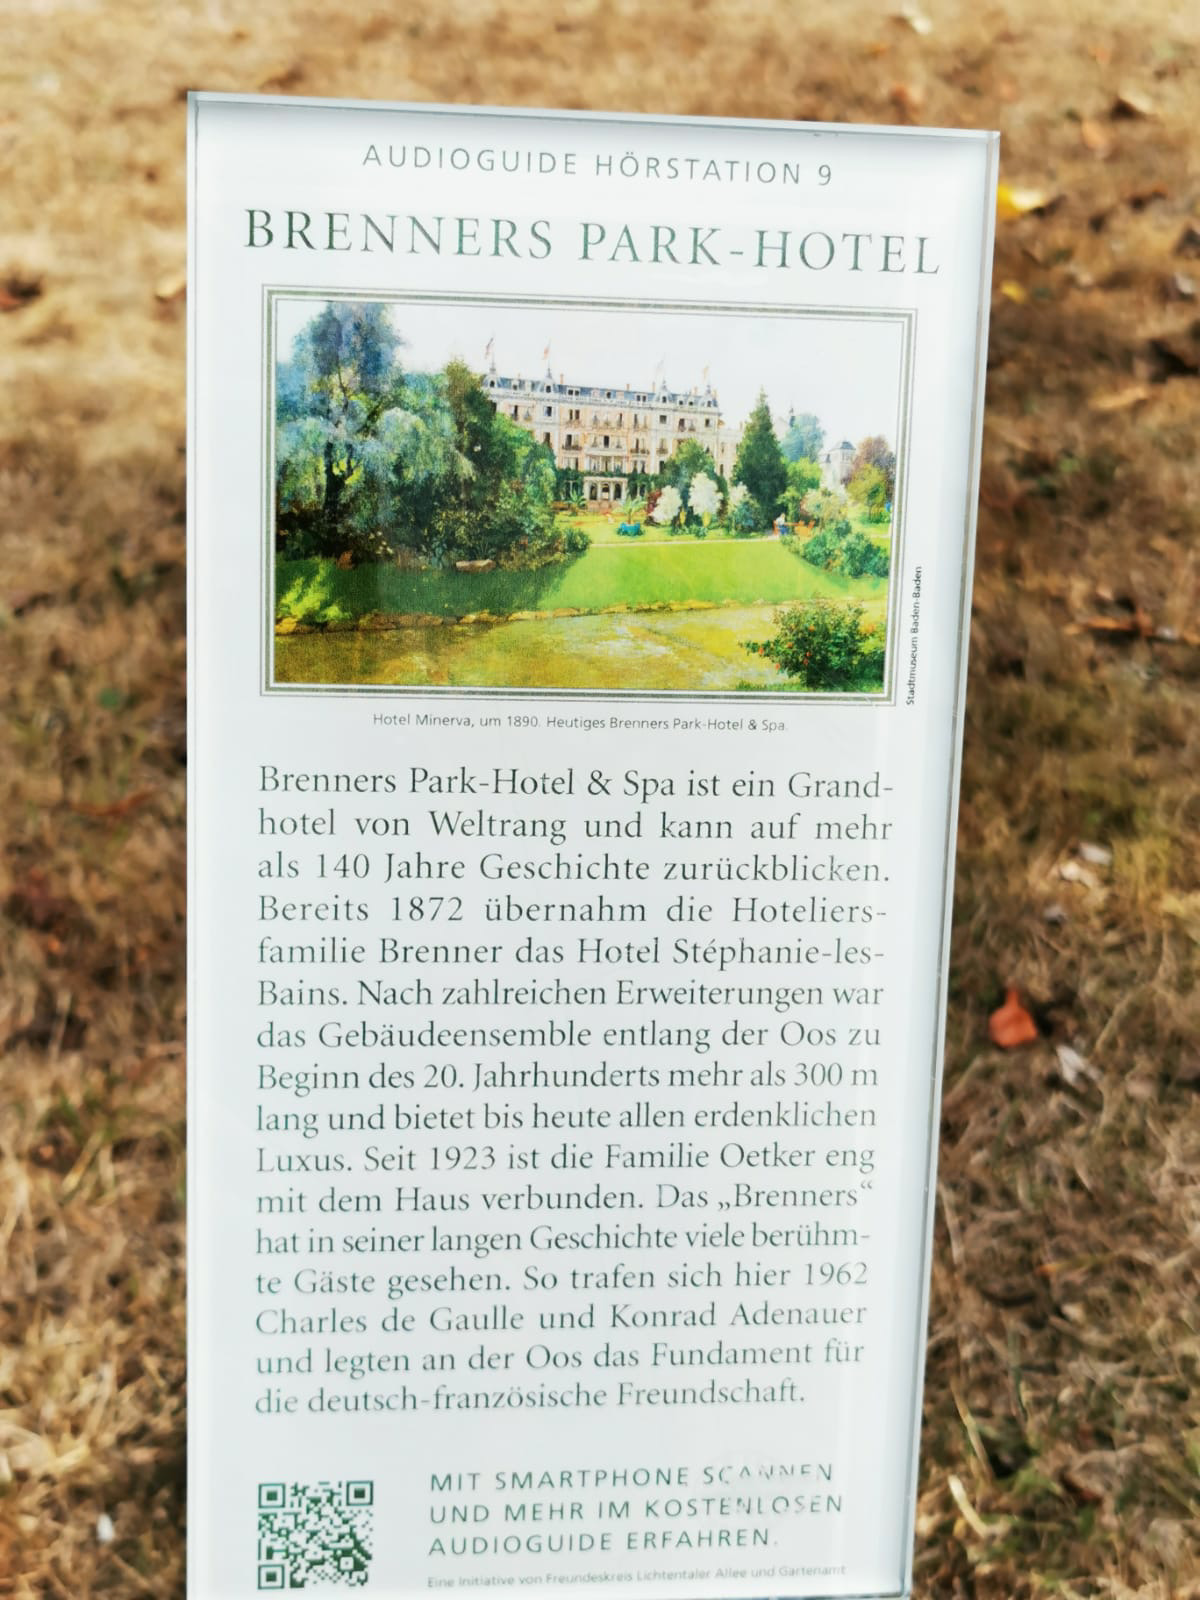 AUDIOGUIDE HÖRSTATION 9
BRENNERS PARK-HOTEL
Stadtmuseum Baden-Baden
Hotel Minerva, um 1890. Heutiges Brenners Park-Hotel & Spa.
Brenners Park-Hotel & Spa ist ein Grand-
hotel von Weltrang und kann auf mehr
als 140 Jahre Geschichte zurückblicken.
Bereits 1872 übernahm die Hoteliers-
familie Brenner das Hotel Stéphanie-les-
Bains. Nach zahlreichen Erweiterungen war
das Gebäudeensemble entlang der Oos zu
Beginn des 20. Jahrhunderts mehr als 300 m
lang und bietet bis heute allen erdenklichen
Luxus. Seit 1923 ist die Familie Oetker eng
mit dem Haus verbunden. Das „Brenners“
hat in seiner langen Geschichte viele berühm-
te Gäste gesehen. So trafen sich hier 1962
Charles de Gaulle und Konrad Adenauer
und legten an der Oos das Fundament für
die deutsch-französische Freundschaft.
MIT SMARTPHONE SCANNEN
UND MEHR IM KOSTENLOSEN
AUDIOGUIDE ERFAHREN.
Eine Initiative von Freundeskreis Lichtentaler Allee und Gartenamt